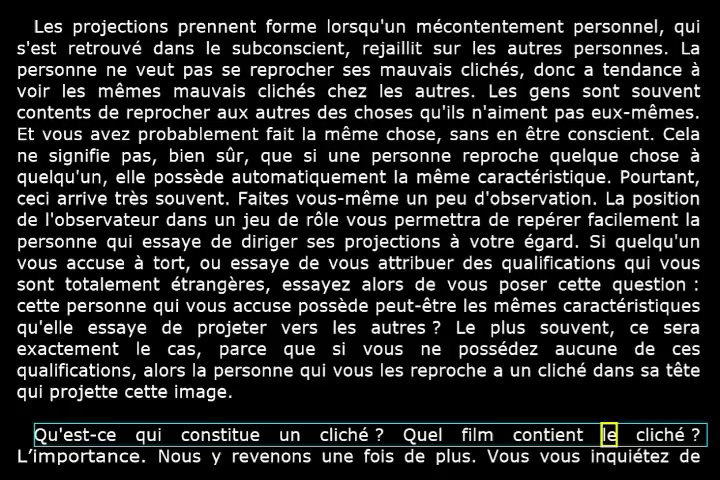 Les projections prennent forme lorsqu'un mécontentement personnel, qui
s'est retrouvé dans le subconscient, rejaillit sur les autres personnes. La
personne ne veut pas se reprocher ses mauvais clichés, donc a tendance à
voir les mêmes mauvais clichés chez les autres. Les gens sont souvent
contents de reprocher aux autres des choses qu'ils n'aiment pas eux-mêmes.
Et vous avez probablement fait la même chose, sans en être conscient. Cela
ne signifie pas, bien sûr, que si une personne reproche quelque chose à
quelqu'un, elle possède automatiquement la même caractéristique. Pourtant,
ceci arrive très souvent. Faites vous-même un peu d'observation. La position
de l'observateur dans un jeu de rôle vous permettra de repérer facilement la
personne qui essaye de diriger ses projections à votre égard. Si quelqu'un
vous accuse à tort, ou essaye de vous attribuer des qualifications qui vous
sont totalement étrangères, essayez alors de vous poser cette question :
cette personne qui vous accuse possède peut-être les mêmes caractéristiques
qu'elle essaye de projeter vers les autres ? Le plus souvent, ce sera
exactement le cas, parce que si vous ne possédez aucune de ces
qualifications, alors la personne qui vous les reproche a un cliché dans sa tête
qui projette cette image.
Qu'est-ce qui constitue un cliché ? Quel film contient le cliché ?
L’importance. Nous y revenons une fois de plus. Vous vous inquiétez de